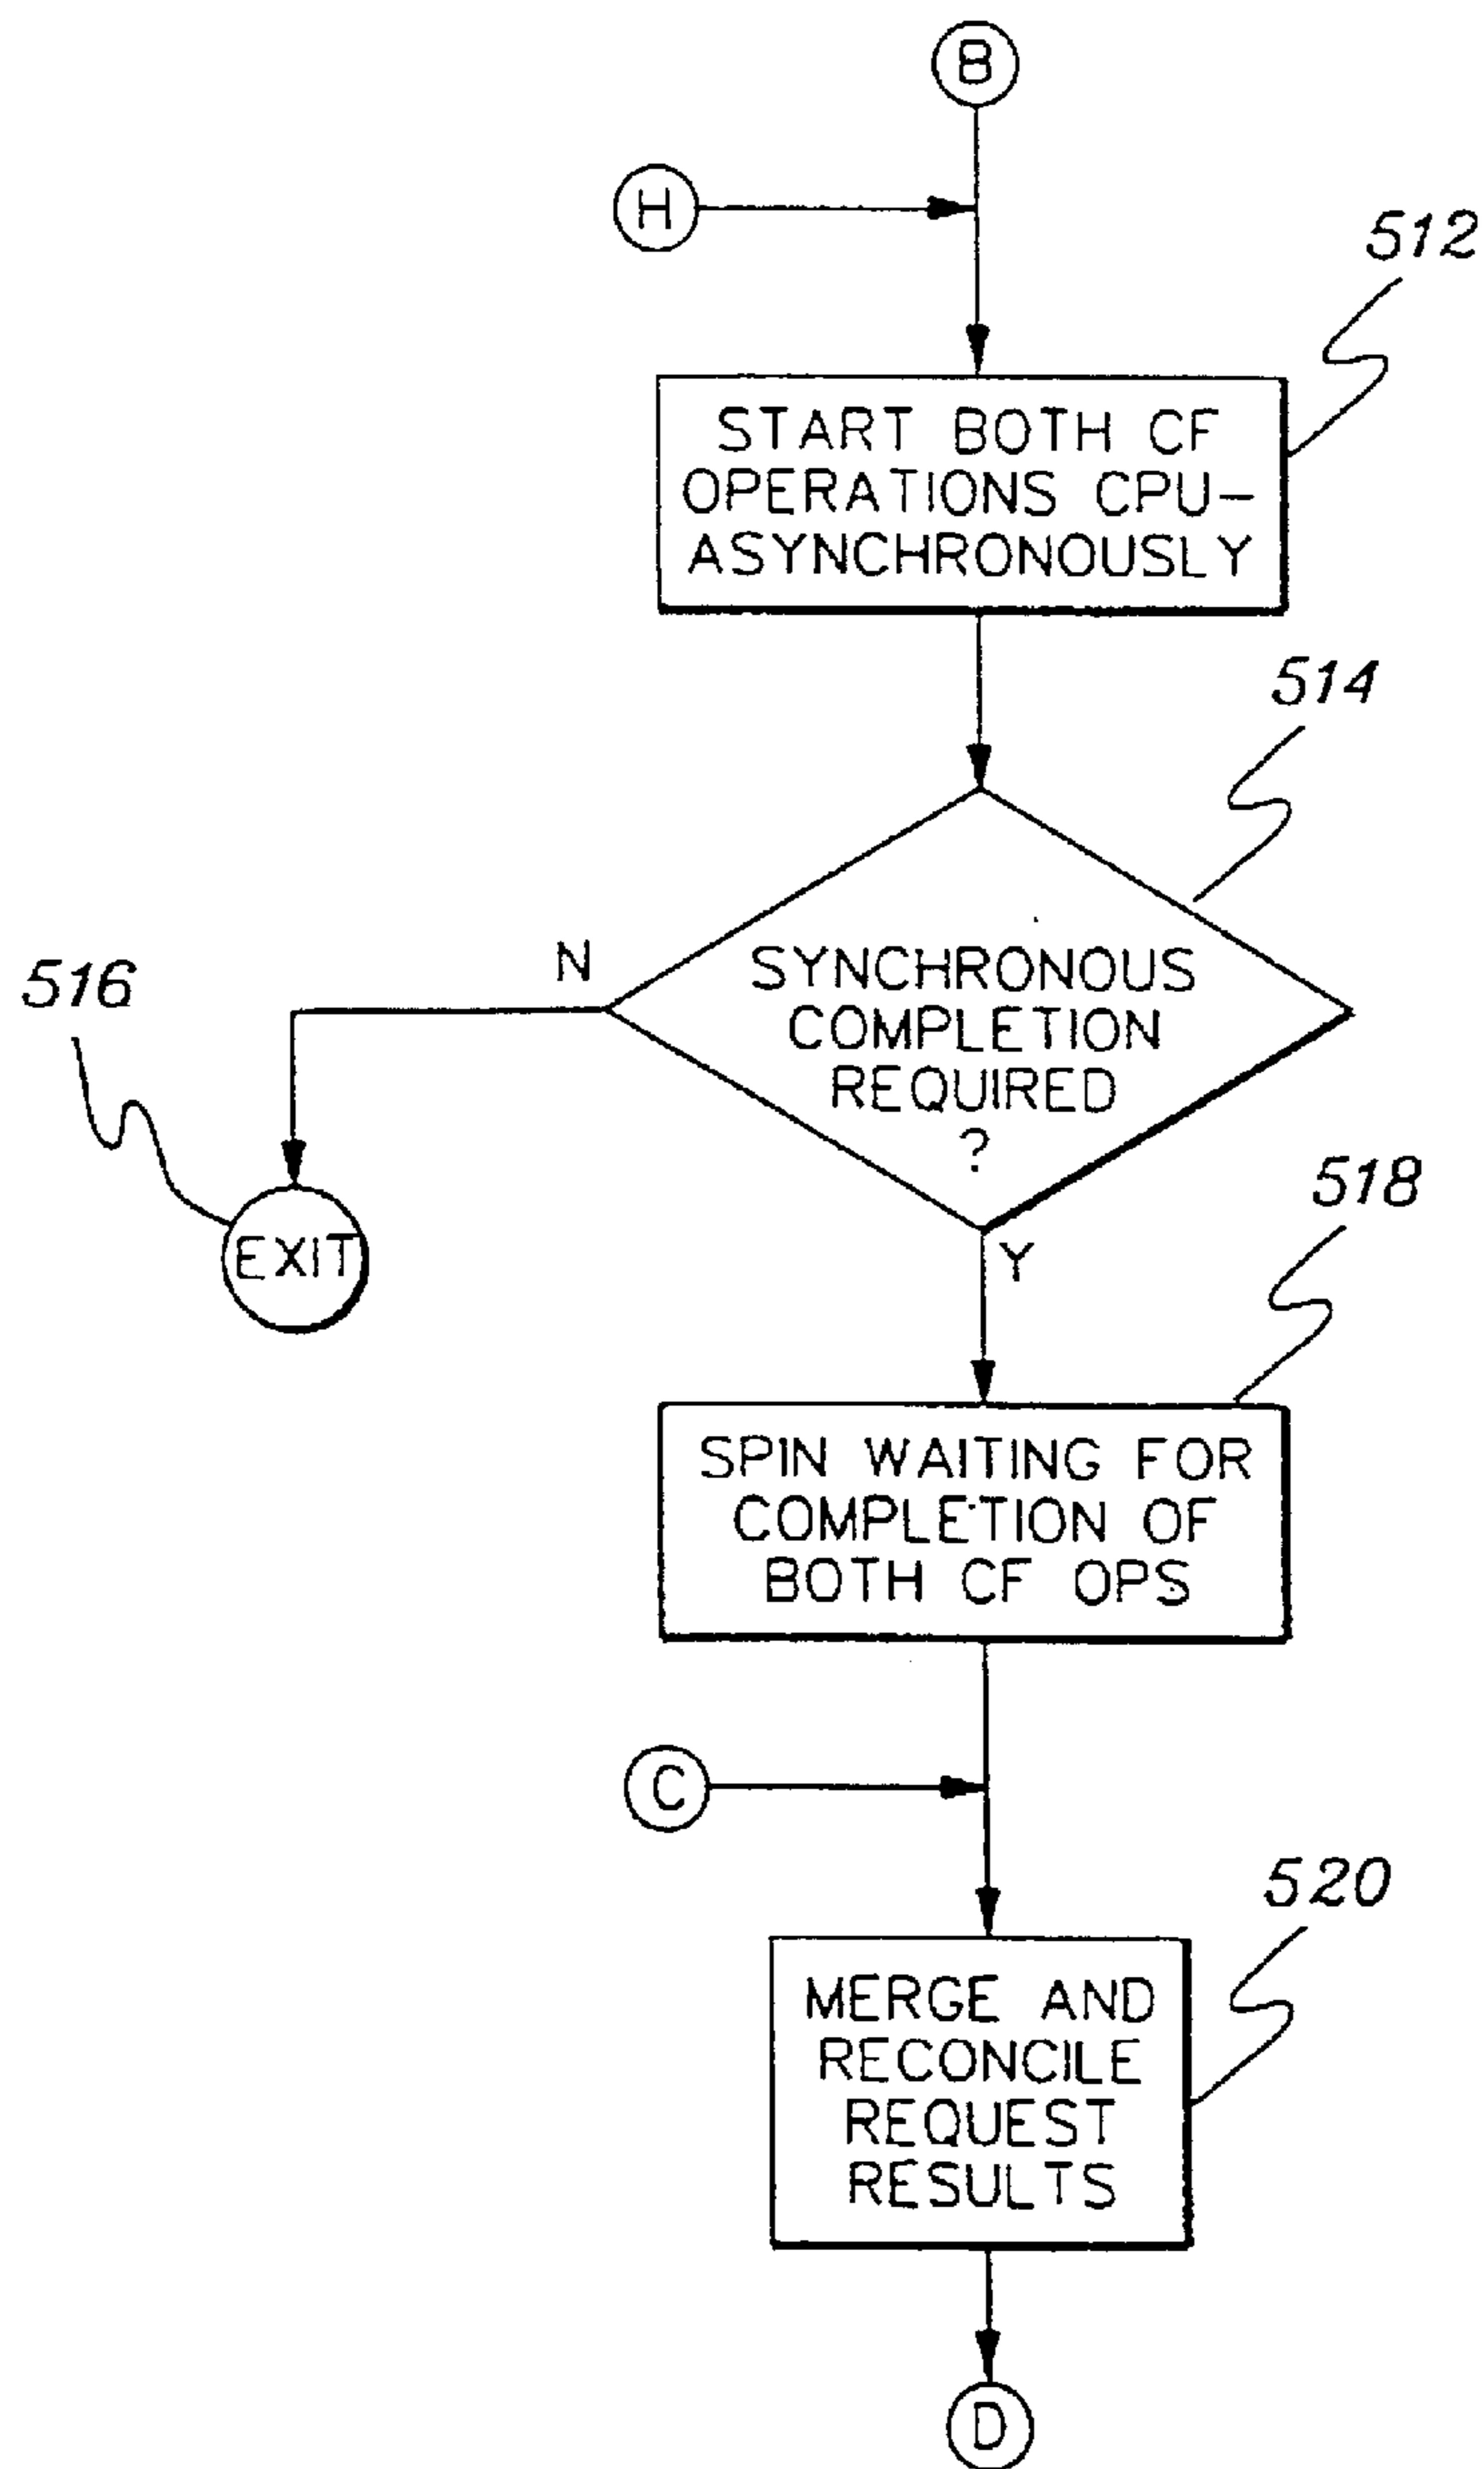 B
H
512
START BOTH CF
OPERATIONS CPU-
ASYNCHRONOUSLY
514
N
516
SYNCHRONOUS
COMPLETION
REQUIRED
?
EXIT
Y
518
SPIN WAITING FOR
COMPLETION OF
BOTH CF OPS
C
520
MERGE AND
RECONCILE
REQUEST
RESULTS
D